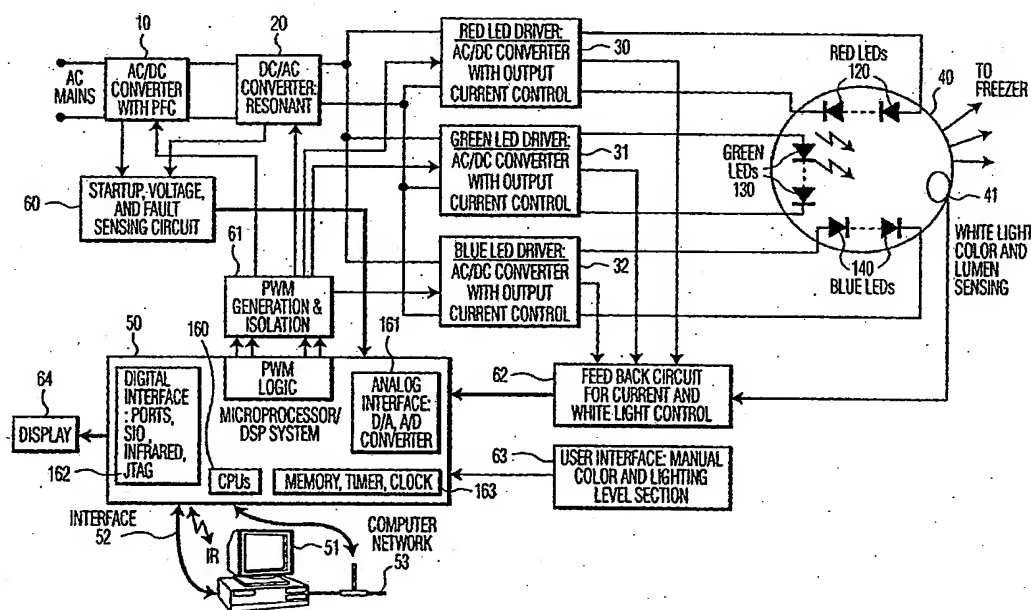 10
AC/DC
CONVERTER
WITH PFC
AC
MAINS
20
DC/AC
CONVERTER:
RESONANT
RED LED DRIVER:
AC/DC CONVERTER
WITH OUTPUT
CURRENT CONTROL
30
RED LEDs
120
40
TO
FREEZER
GREEN LED DRIVER:
AC/DC CONVERTER
WITH OUTPUT
CURRENT CONTROL
31
GREEN
LEDs
130
41
WHITE LIGHT
COLOR AND
LUMEN
SENSING
60
STARTUP, VOLTAGE,
AND FAULT
SENSING CIRCUIT
BLUE LED DRIVER:
AC/DC CONVERTER
WITH OUTPUT
CURRENT CONTROL
32
140
BLUE LEDs
61
PWM
GENERATION &
ISOLATION
50
160
161
DIGITAL
INTERFACE
: PORTS,
SIO,
INFRARED,
JTAG
162
PWM
LOGIC
MICROPROCESSOR/
DSP SYSTEM
ANALOG
INTERFACE:
D/A, A/D
CONVERTER
CPUs
MEMORY, TIMER, CLOCK
163
64
DISPLAY
62
FEED BACK CIRCUIT
FOR CURRENT AND
WHITE LIGHT CONTROL
63
USER INTERFACE: MANUAL
COLOR AND LIGHTING
LEVEL SECTION
INTERFACE
52
IR
51
COMPUTER
NETWORK
53